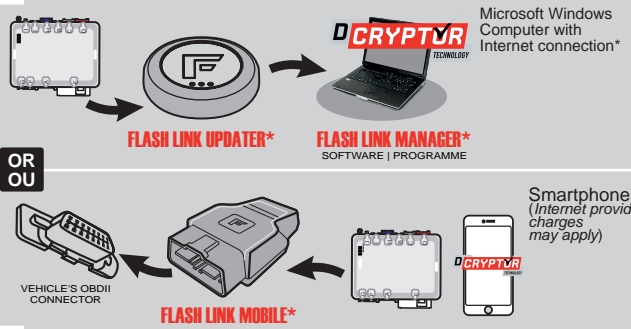 DCRYPTOR
TECHNOLOGY
Microsoft Windows
Computer with
Internet connection*
FLASH LINK UPDATER*
FLASH LINK MANAGER*
SOFTWARE | PROGRAMME
OR
OU
Smartphone
(Internet provid
charges
may apply)
DCRYPTOR
TECHNOLOGY
VEHICLE'S OBDII
CONNECTOR
FLASH LINK MOBILE*